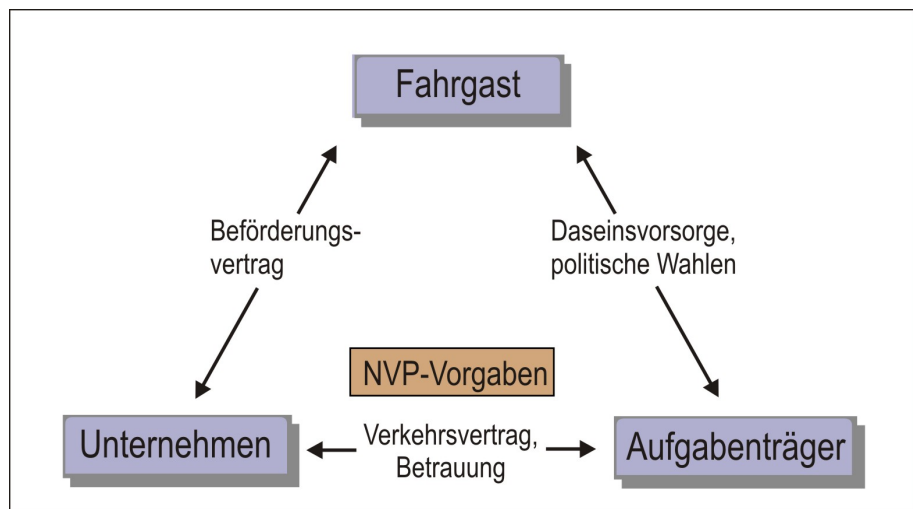 Fahrgast
Beförderungs-
vertrag
Daseinsvorsorge,
politische Wahlen
NVP-Vorgaben
Unternehmen
Verkehrsvertrag,
Betrauung
Aufgabenträger